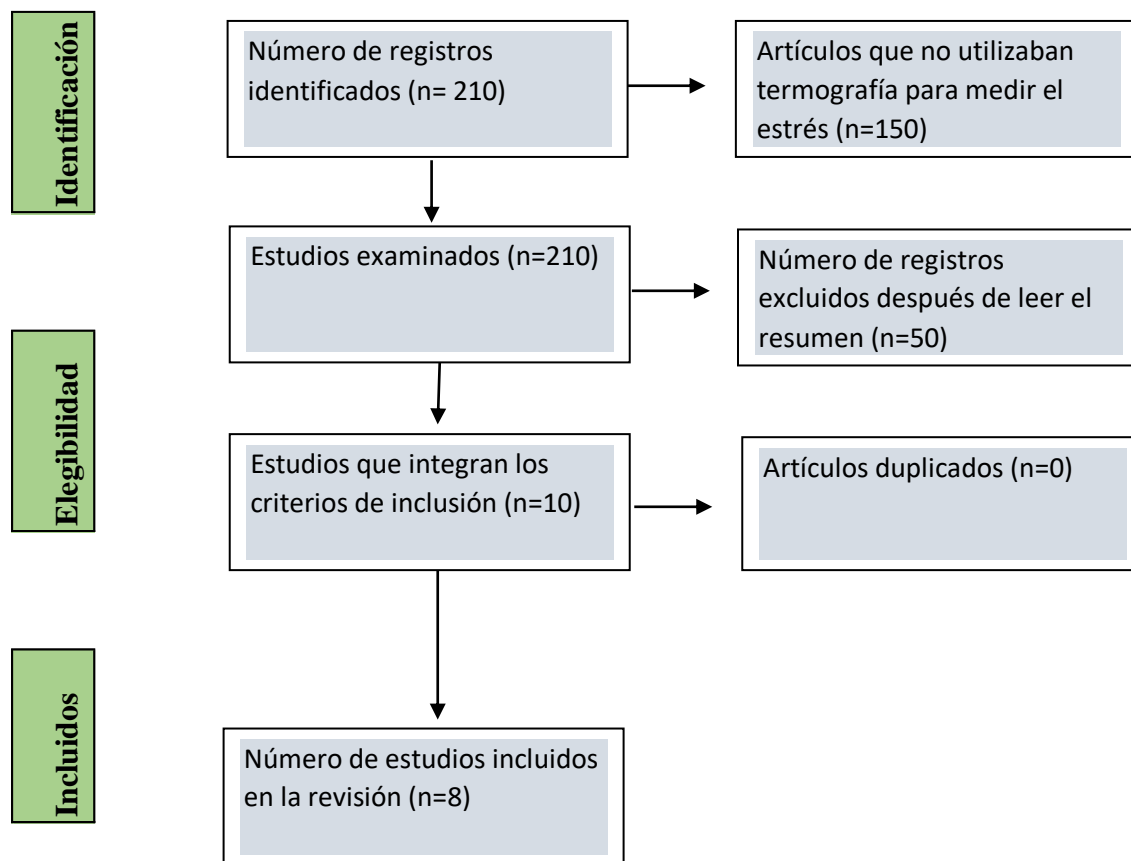 Identificación
Número de registros
identificados (n= 210)
Artículos que no utilizaban
termografía para medir el
estrés (n=150)
Estudios examinados (n=210)
Número de registros
excluidos después de leer el
resumen (n=50)
Elegibilidad
Estudios que integran los
criterios de inclusión (n=10)
Artículos duplicados (n=0)
Incluidos
Número de estudios incluidos
en la revisión (n=8)